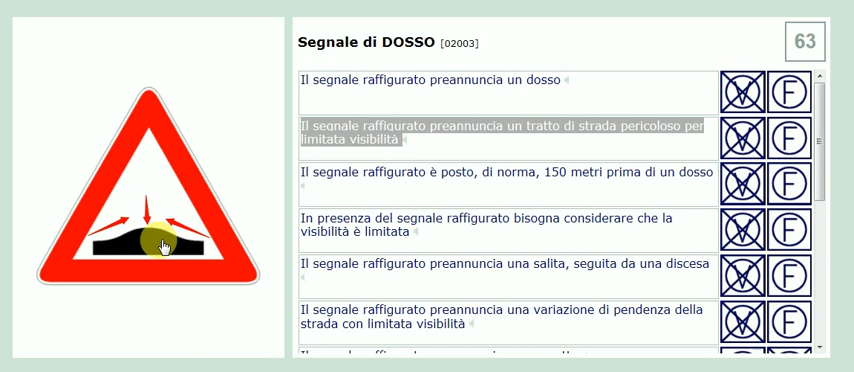 Segnale di DOSSO [02003]
63
Il segnale raffigurato preannuncia un dosso
V F
Il segnale raffigurato preannuncia un tratto di strada pericoloso per
limitata visibilità
V F
Il segnale raffigurato è posto, di norma, 150 metri prima di un dosso
V F
In presenza del segnale raffigurato bisogna considerare che la
visibilità è limitata
V F
Il segnale raffigurato preannuncia una salita, seguita da una discesa
V F
Il segnale raffigurato preannuncia una variazione di pendenza della
strada con limitata visibilità
V F